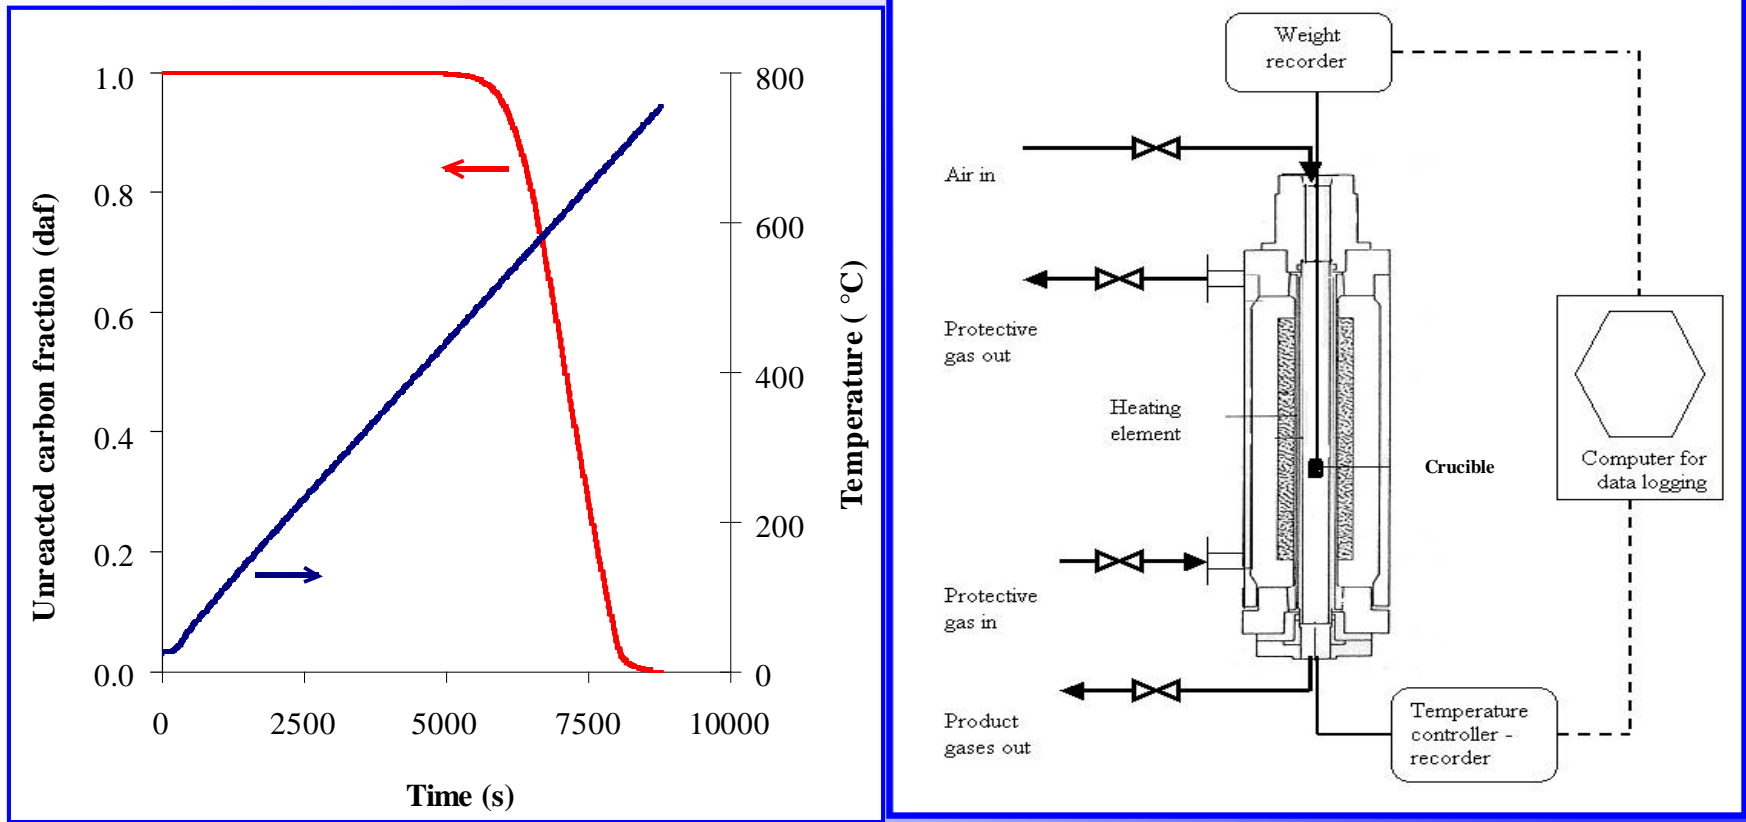 1.0
0.8
0.6
0.4
0.2
0.0
Unreacted carbon fraction (daf)
800
600
400
200
0
Temperature ( °C)
0
2500
5000
7500
10000
Time (s)
Weight
recorder
Air in
Protective
gas out
Heating
element
Crucible
Computer for
data logging
Protective
gas in
Product
gases out
Temperature
controller -
recorder